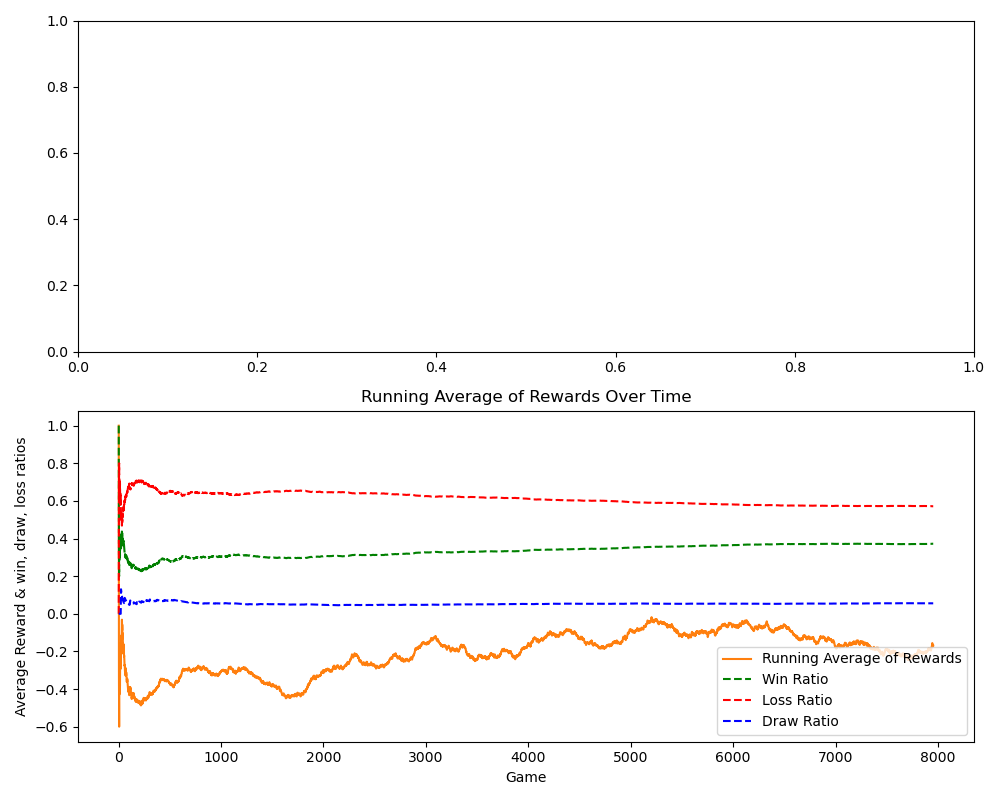 1.0
0.8
0.6
0.4
0.2
0.0
0.0 0.2 0.4 0.6 0.8 1.0
Running Average of Rewards Over Time
Average Reward & win, draw, loss ratios
1.0
0.8
0.6
0.4
0.2
0.0
−0.2
−0.4
−0.6
Running Average of Rewards
Win Ratio
Loss Ratio
Draw Ratio
0 1000 2000 3000 4000 5000 6000 7000 8000
Game